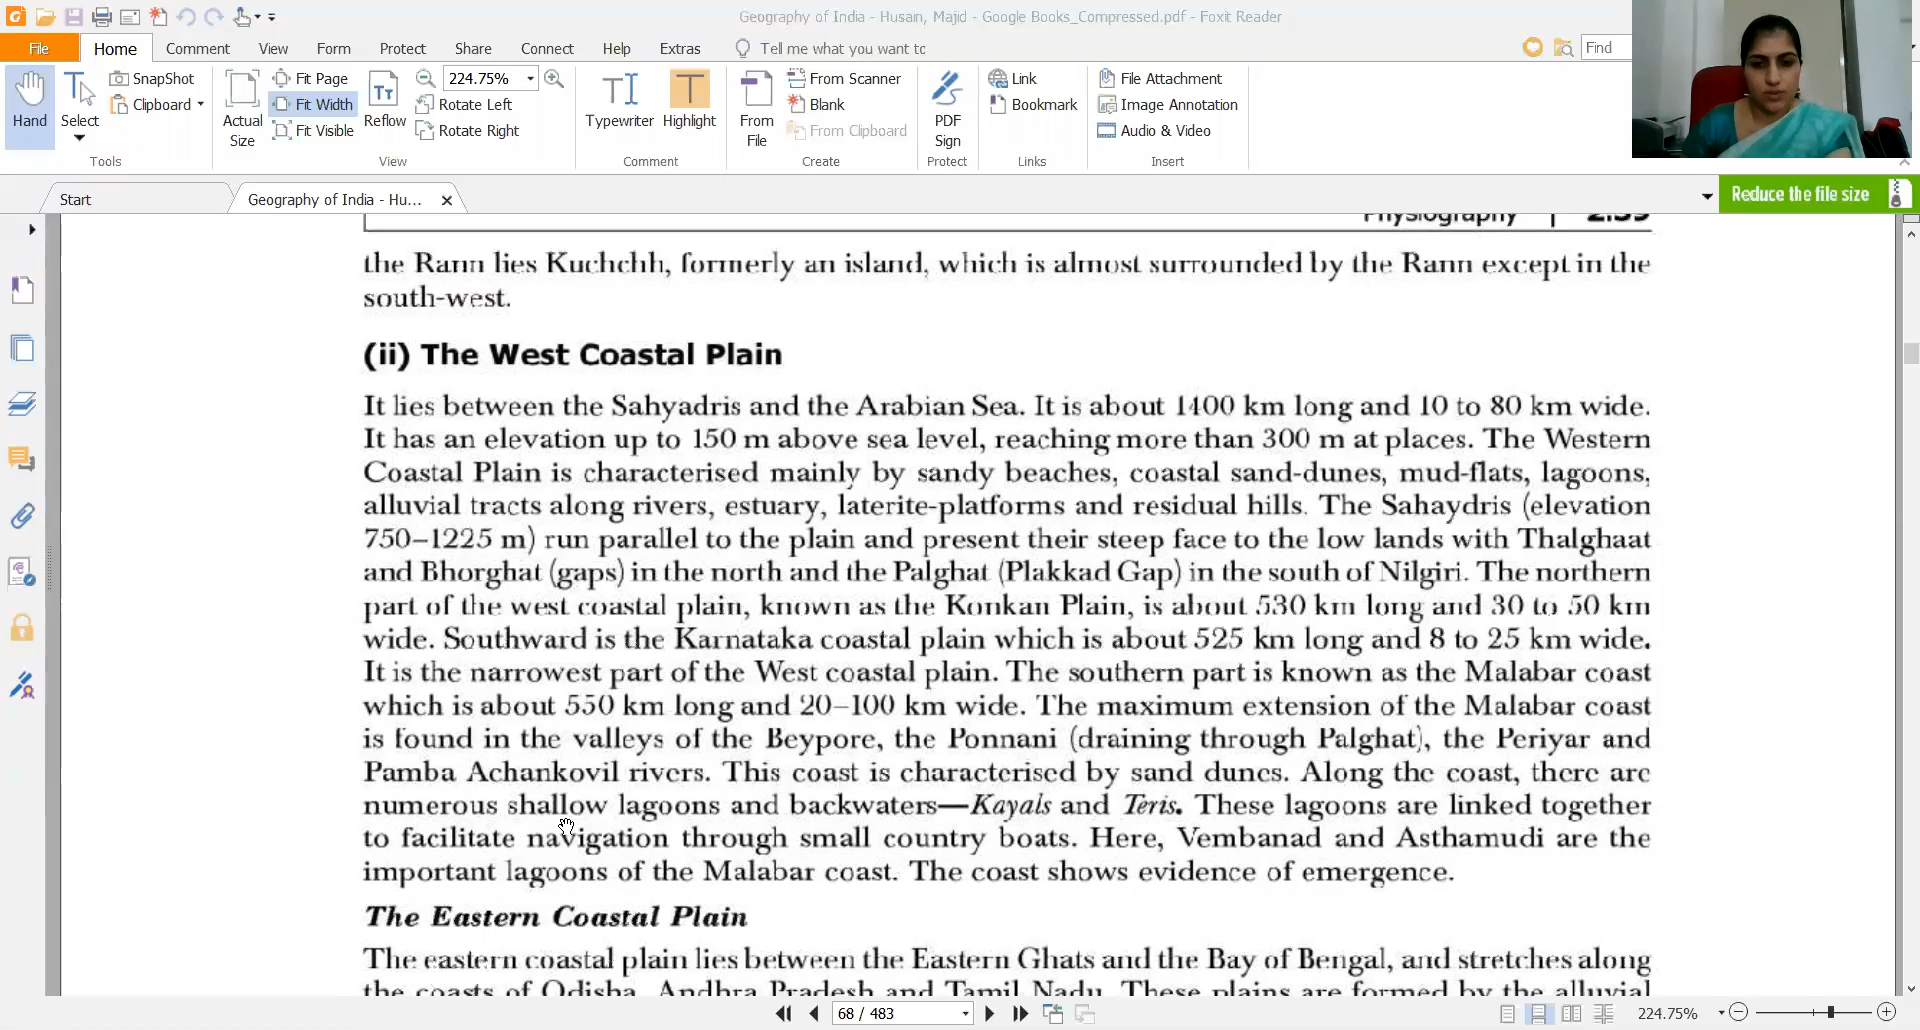 Geography of India - Husain, Majid - Google Books_Compressed.pdf - Foxit Reader
File Home Comment View Form Protect Share Connect Help Extras Tell me what you want to Find
Hand
Select
SnapShot
Clipboard
Tools
Actual Size
Fit Page
Fit Width
Fit Visible
Reflow
224.75%
Rotate Left
Rotate Right
View
Typewriter
Highlight
Comment
From File
From Scanner
Blank
From Clipboard
Create
PDF Sign
Protect
Link
Bookmark
Links
File Attachment
Image Annotation
Audio & Video
Insert
Start Geography of India - Hu... Reduce the file size
Physiography | 2.39
the Rann lies Kuchchh, formerly an island, which is almost surrounded by the Rann except in the
south-west.
(ii) The West Coastal Plain
It lies between the Sahyadris and the Arabian Sea. It is about 1400 km long and 10 to 80 km wide.
It has an elevation up to 150 m above sea level, reaching more than 300 m at places. The Western
Coastal Plain is characterised mainly by sandy beaches, coastal sand-dunes, mud-flats, lagoons,
alluvial tracts along rivers, estuary, laterite-platforms and residual hills. The Sahaydris (elevation
750–1225 m) run parallel to the plain and present their steep face to the low lands with Thalghaat
and Bhorghat (gaps) in the north and the Palghat (Plakkad Gap) in the south of Nilgiri. The northern
part of the west coastal plain, known as the Konkan Plain, is about 530 km long and 30 to 50 km
wide. Southward is the Karnataka coastal plain which is about 525 km long and 8 to 25 km wide.
It is the narrowest part of the West coastal plain. The southern part is known as the Malabar coast
which is about 550 km long and 20–100 km wide. The maximum extension of the Malabar coast
is found in the valleys of the Beypore, the Ponnani (draining through Palghat), the Periyar and
Pamba Achankovil rivers. This coast is characterised by sand dunes. Along the coast, there are
numerous shallow lagoons and backwaters—Kayals and Teris. These lagoons are linked together
to facilitate navigation through small country boats. Here, Vembanad and Asthamudi are the
important lagoons of the Malabar coast. The coast shows evidence of emergence.
The Eastern Coastal Plain
The eastern coastal plain lies between the Eastern Ghats and the Bay of Bengal, and stretches along
the coasts of Odisha, Andhra Pradesh and Tamil Nadu. These plains are formed by the alluvial
68 / 483 224.75%